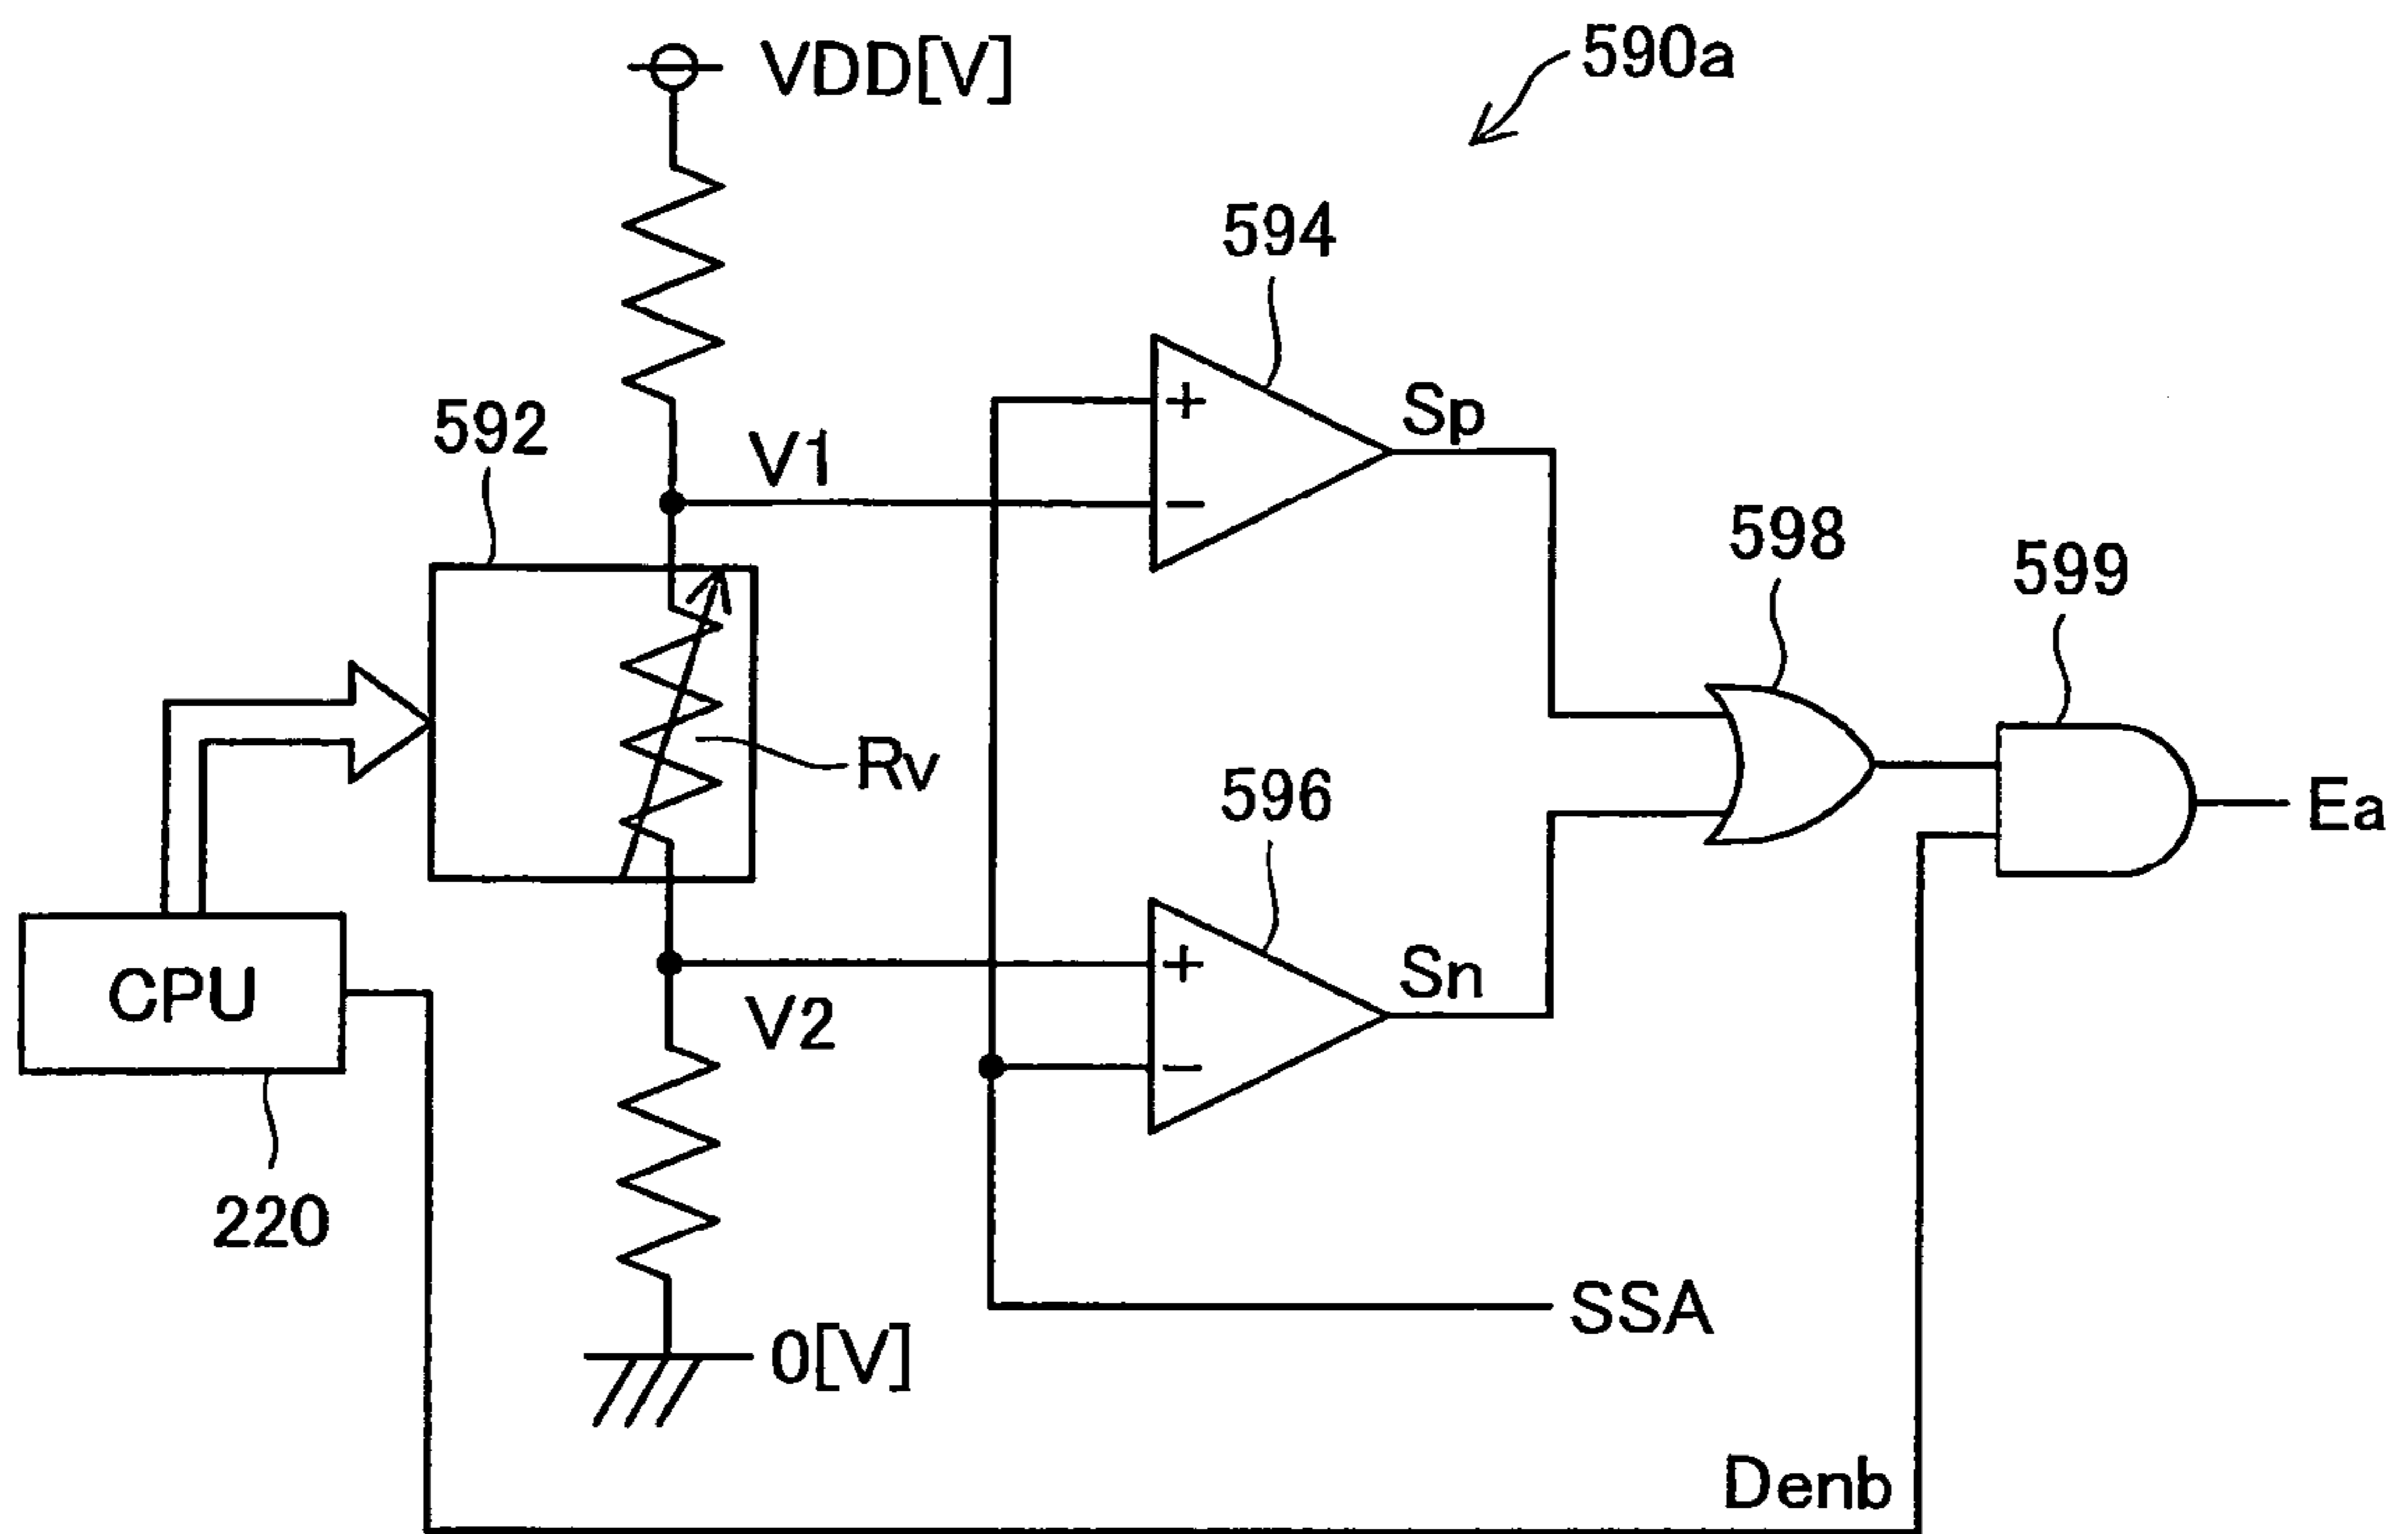 VDD[V]
590a
594
592
V1
Sp
+
−
598
599
Rv
596
Ea
CPU
V2
+
−
Sn
220
SSA
0[V]
Denb